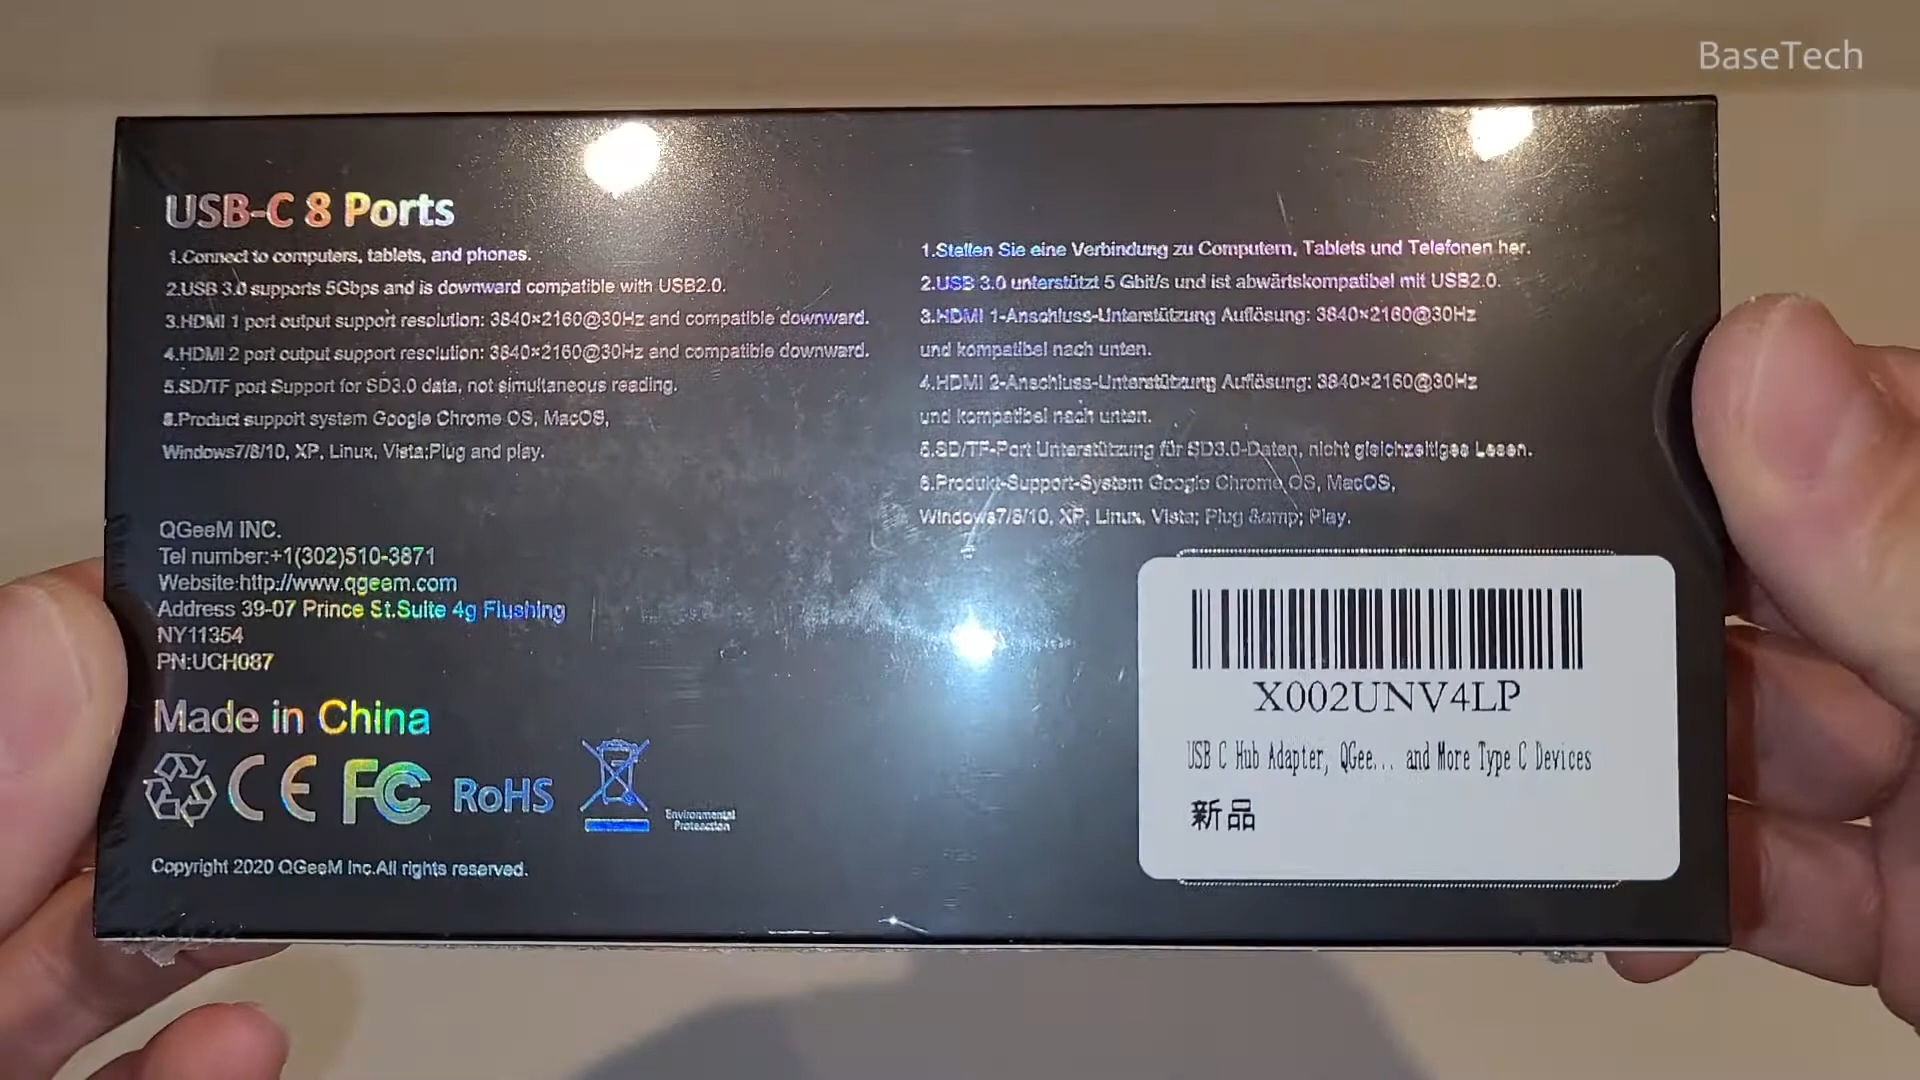 BaseTech
USB-C 8 Ports
1.Connect to computers, tablets, and phones.
2.USB 3.0 supports 5Gbps and is downward compatible with USB2.0.
3.HDMI 1 port output support resolution: 3840×2160@30Hz and compatible downward.
4.HDMI 2 port output support resolution: 3840×2160@30Hz and compatible downward.
5.SD/TF port Support for SD3.0 data, not simultaneous reading.
6.Product support system Google Chrome OS, MacOS,
Windows7/8/10, XP, Linux, Vista;Plug and play.
1.Stellen Sie eine Verbindung zu Computern, Tablets und Telefonen her.
2.USB 3.0 unterstützt 5 Gbit/s und ist abwärtskompatibel mit USB2.0.
3.HDMI 1-Anschluss-Unterstützung Auflösung: 3840×2160@30Hz
und kompatibel nach unten.
4.HDMI 2-Anschluss-Unterstützung Auflösung: 3840×2160@30Hz
und kompatibel nach unten.
5.SD/TF-Port Unterstützung für SD3.0-Daten, nicht gleichzeitiges Lesen.
6.Produkt-Support-System Google Chrome OS, MacOS,
Windows7/8/10, XP, Linux, Vista; Plug &amp; Play.
QGeeM INC.
Tel number:+1(302)510-3871
Website:http://www.qgeem.com
Address 39-07 Prince St.Suite 4g Flushing
NY11354
PN:UCH087
Made in China
CE FC RoHS
Environmental
Proteaction
Copyright 2020 QGeeM Inc.All rights reserved.
X002UNV4LP
USB C Hub Adapter, QGee... and More Type C Devices
新品